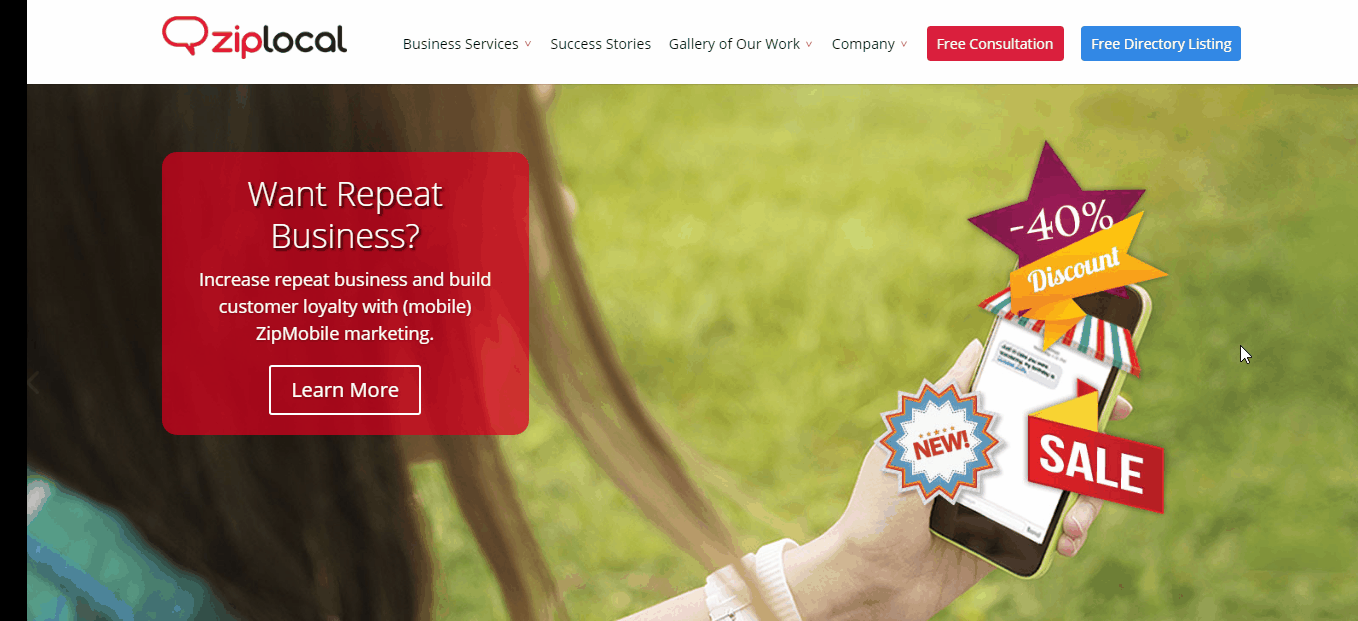 ziplocal
Business Services
Success Stories
Gallery of Our Work
Company
Free Consultation
Free Directory Listing
Want Repeat
Business?
Increase repeat business and build
customer loyalty with (mobile)
ZipMobile marketing.
Learn More
-40%
Discount
NEW!
SALE